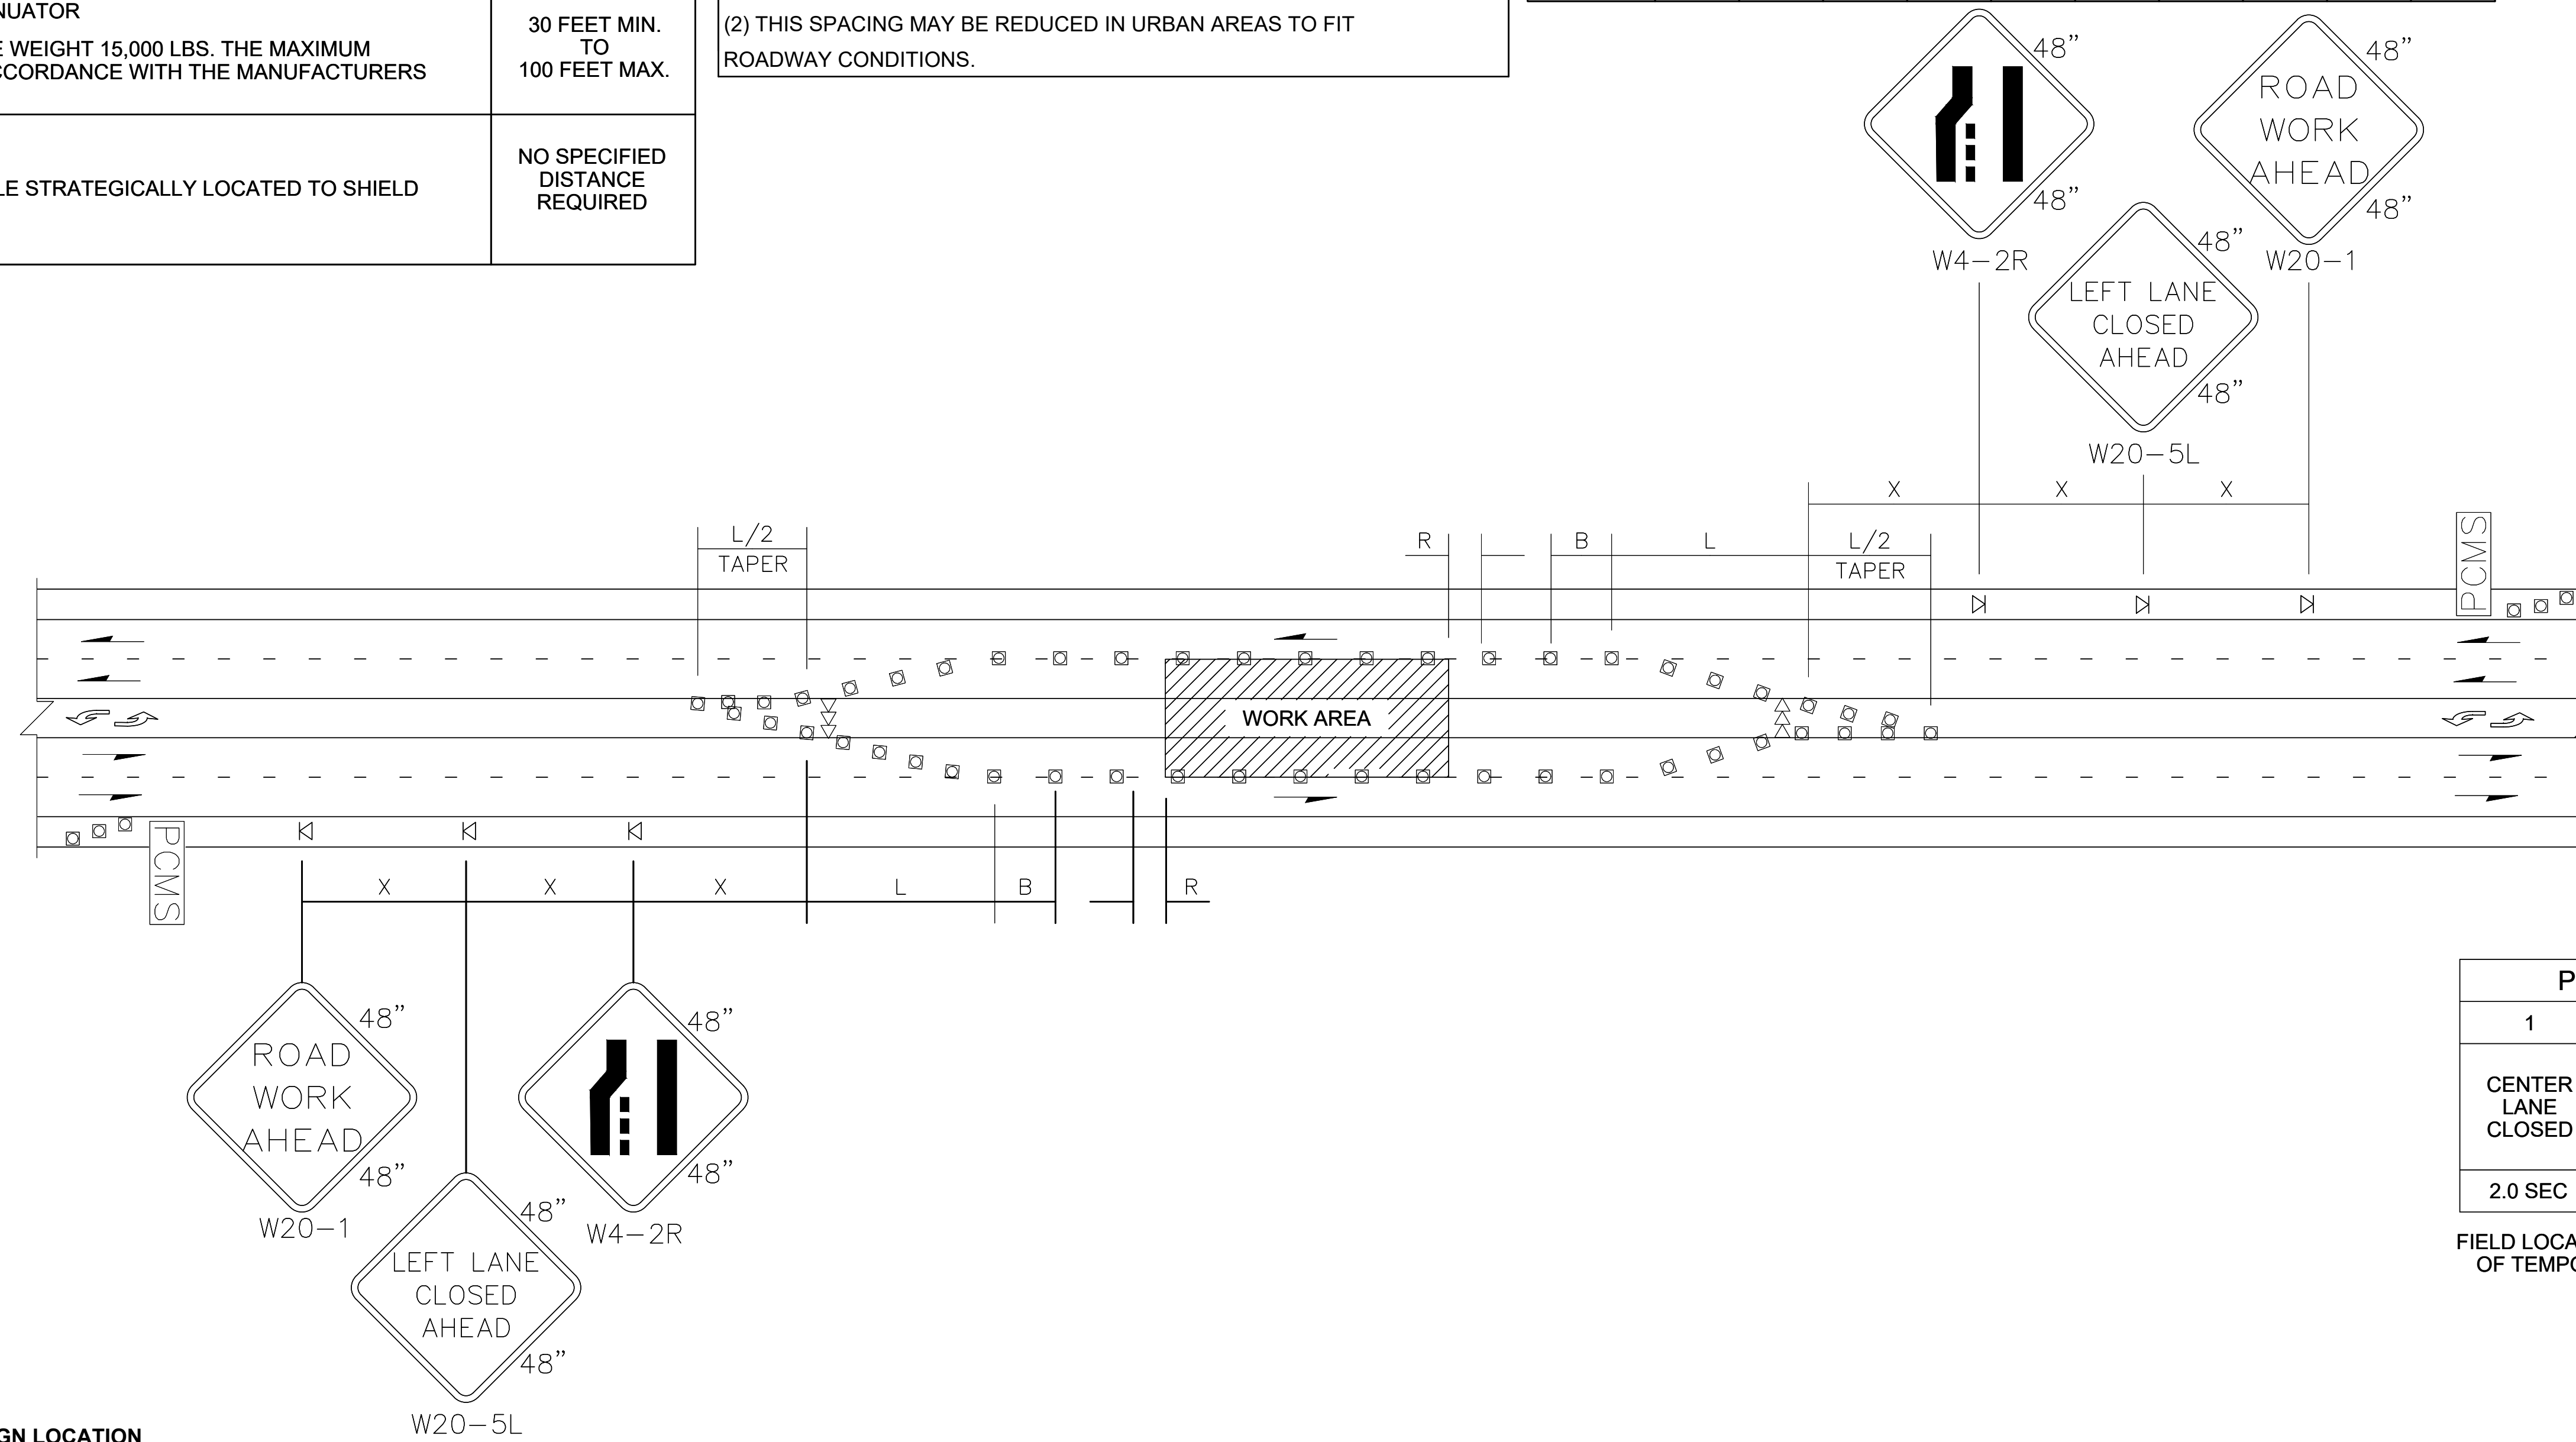 NUATOR
E WEIGHT 15,000 LBS. THE MAXIMUM
CCORDANCE WITH THE MANUFACTURERS
30 FEET MIN.
TO
100 FEET MAX.
LE STRATEGICALLY LOCATED TO SHIELD
NO SPECIFIED
DISTANCE
REQUIRED
(2) THIS SPACING MAY BE REDUCED IN URBAN AREAS TO FIT
ROADWAY CONDITIONS.
48”
48”
W4-2R
ROAD
WORK
AHEAD
48”
48”
W20-1
LEFT LANE
CLOSED
AHEAD
48”
48”
W20-5L
X
X
X
L/2
TAPER
R
B
L
L/2
TAPER
PCMS
WORK AREA
PCMS
X
X
X
L
B
R
ROAD
WORK
AHEAD
48”
48”
W20-1
LEFT LANE
CLOSED
AHEAD
48”
48”
W20-5L
48”
48”
W4-2R
P
1
CENTER
LANE
CLOSED
2.0 SEC
FIELD LOCA
OF TEMPO
GN LOCATION